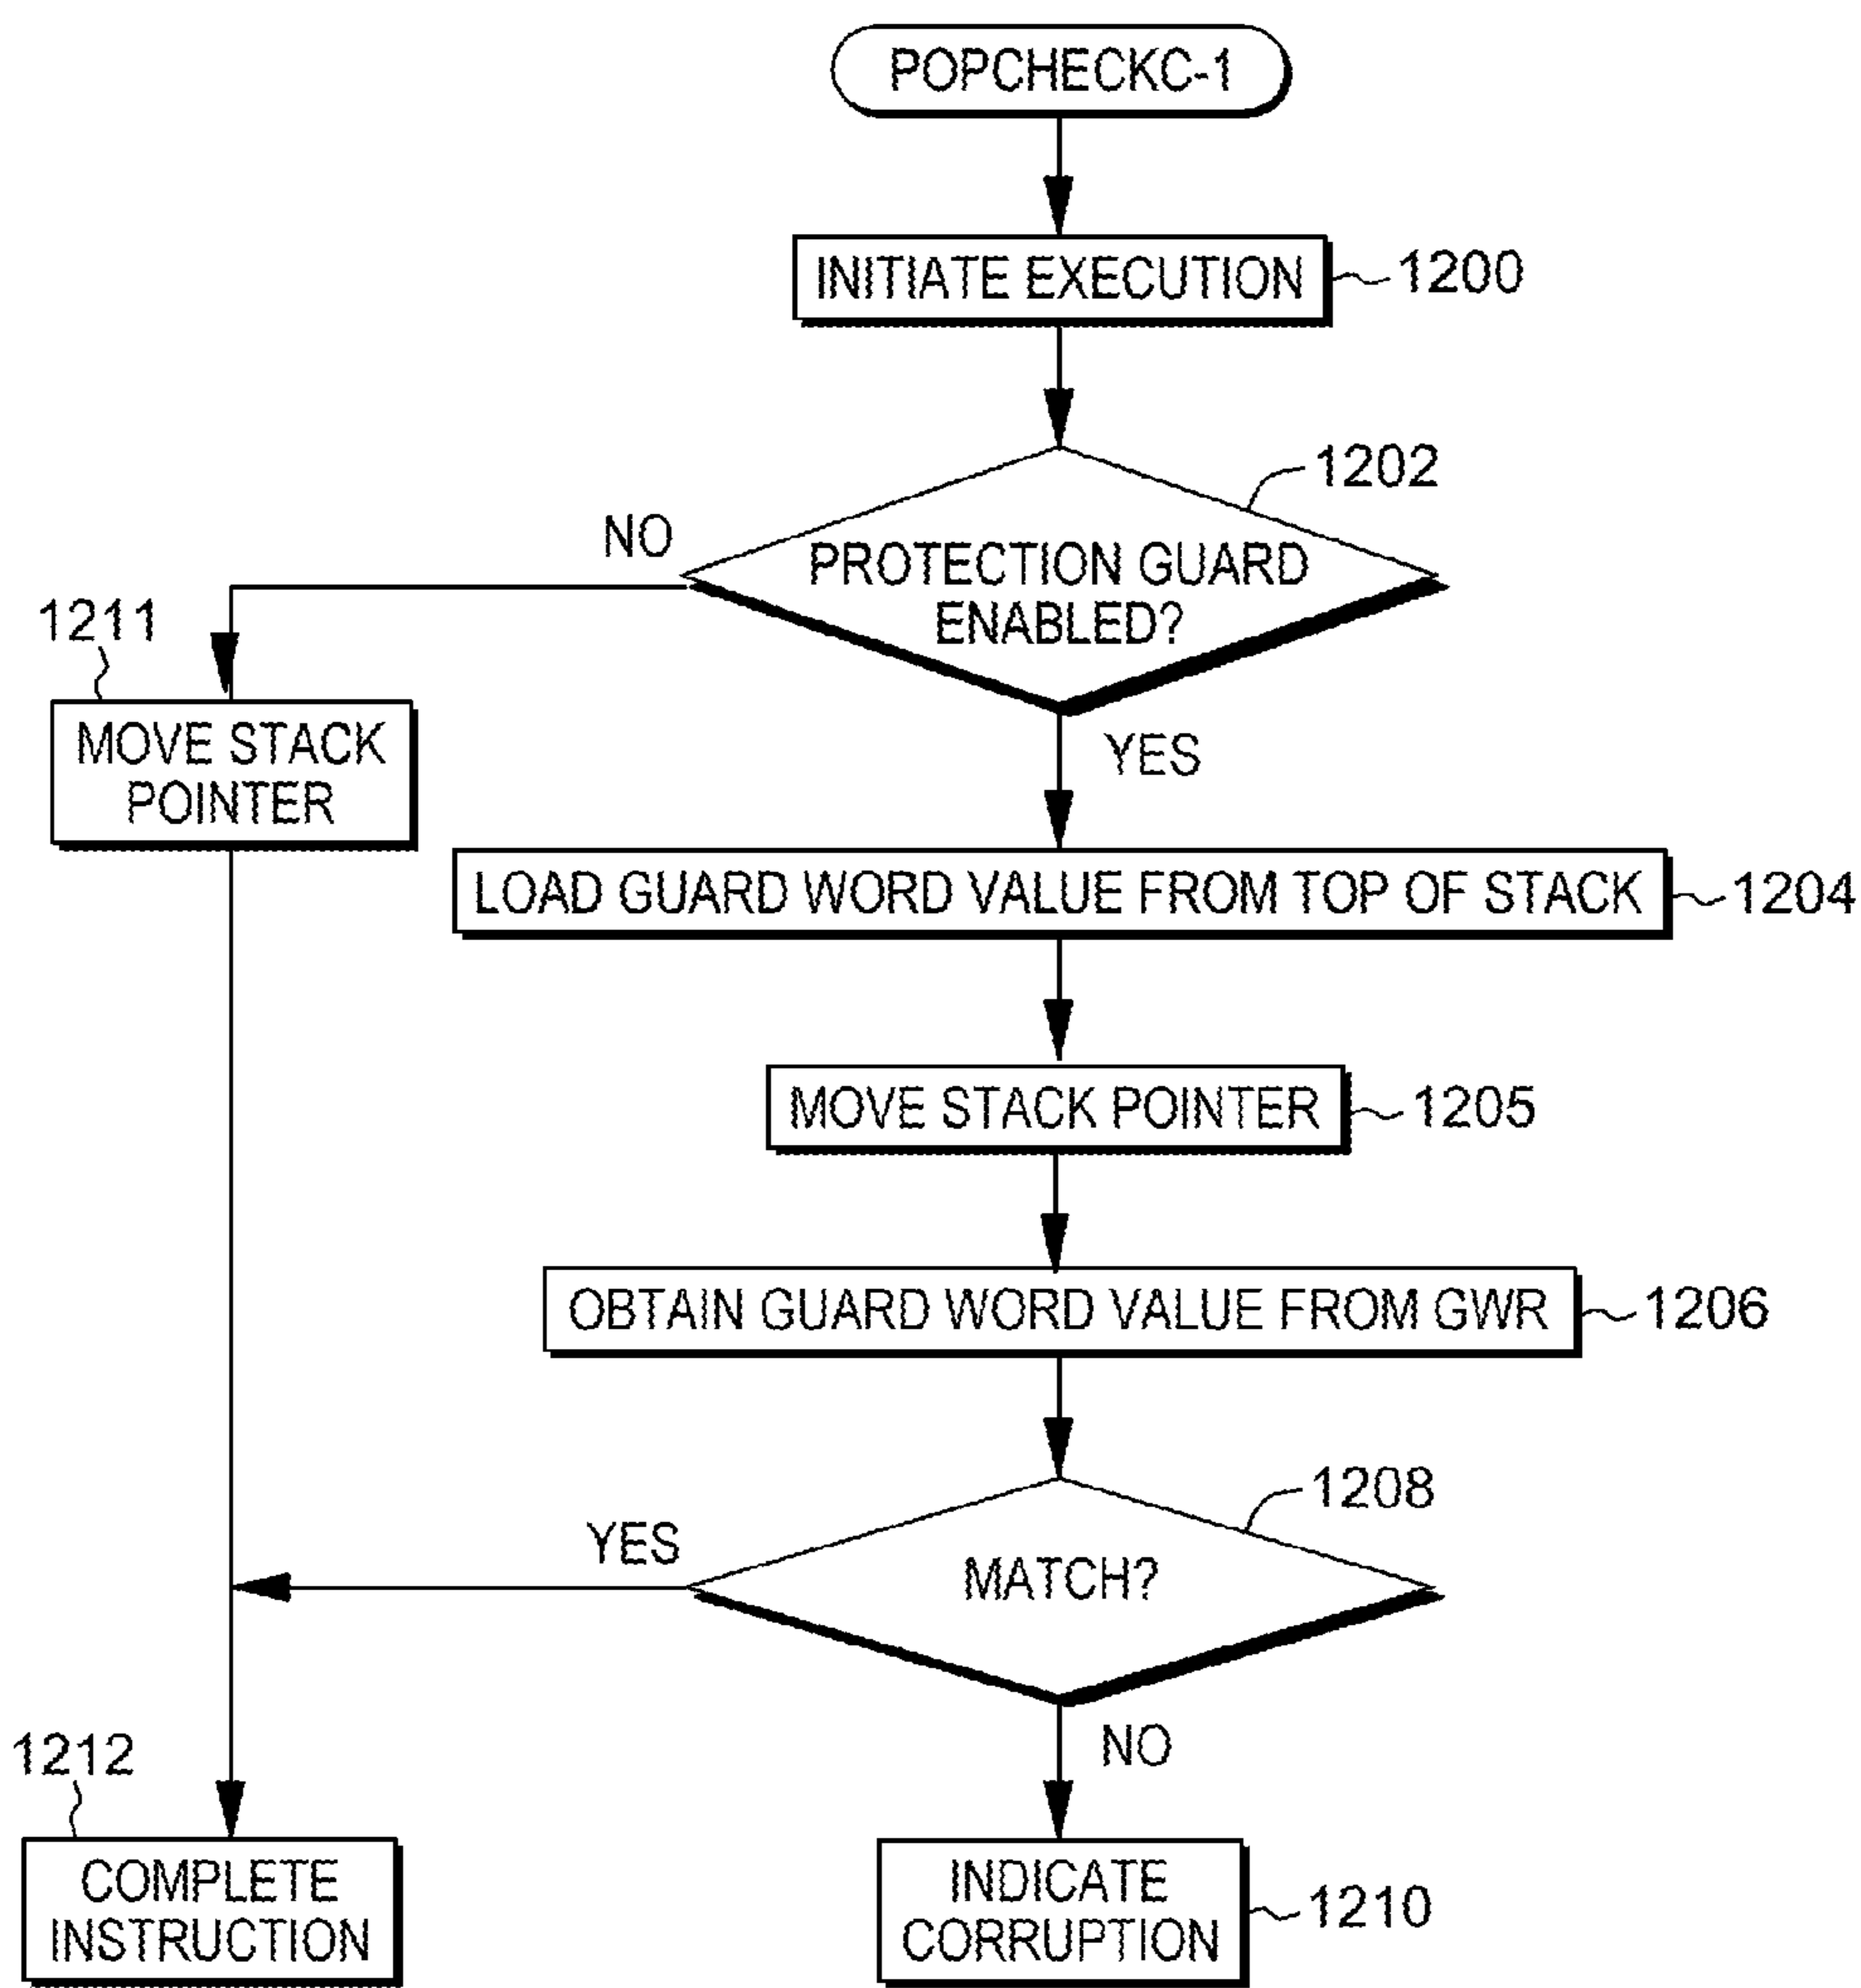 POPCHECKC-1
INITIATE EXECUTION
1200
1202
NO
PROTECTION GUARD
ENABLED?
1211
MOVE STACK
POINTER
YES
LOAD GUARD WORD VALUE FROM TOP OF STACK
1204
MOVE STACK POINTER
1205
OBTAIN GUARD WORD VALUE FROM GWR
1206
1208
YES
MATCH?
NO
1212
COMPLETE
INSTRUCTION
INDICATE
CORRUPTION
1210